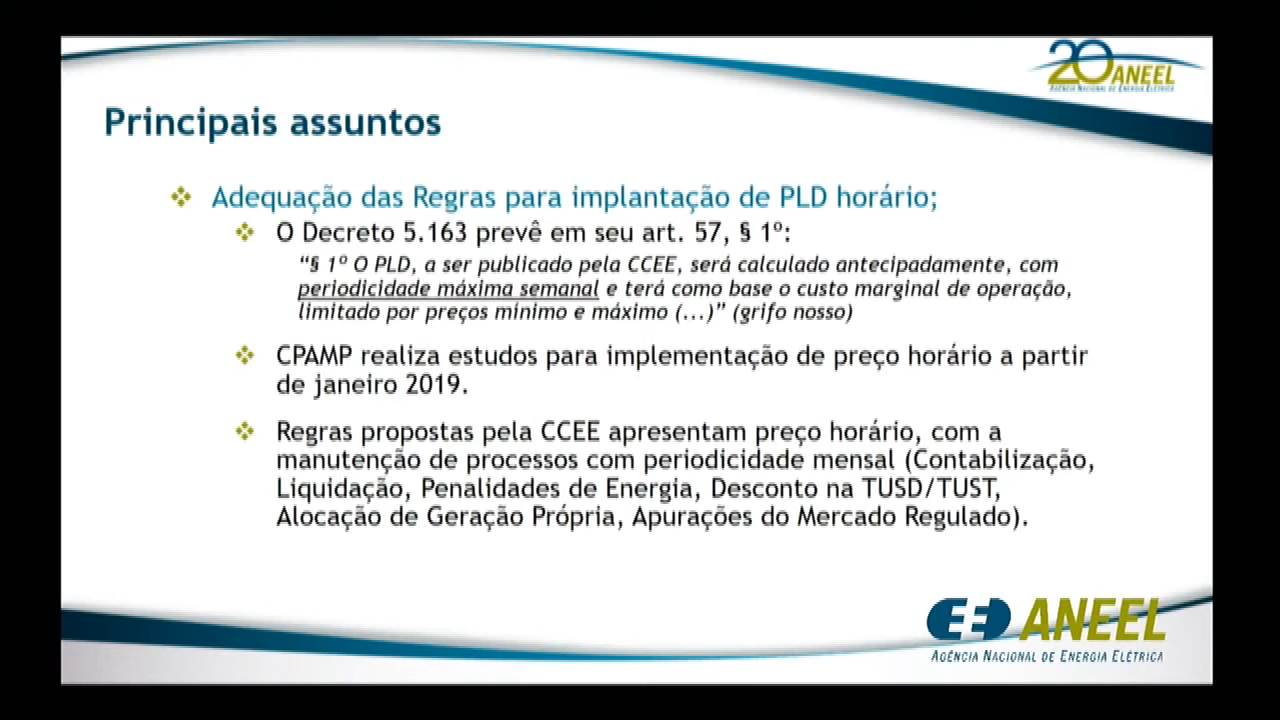 20 ANEEL
AGÊNCIA NACIONAL DE ENERGIA ELÉTRICA
Principais assuntos
Adequação das Regras para implantação de PLD horário;
O Decreto 5.163 prevê em seu art. 57, § 1º:
“§ 1º O PLD, a ser publicado pela CCEE, será calculado antecipadamente, com
periodicidade máxima semanal e terá como base o custo marginal de operação,
limitado por preços mínimo e máximo (...)” (grifo nosso)
CPAMP realiza estudos para implementação de preço horário a partir
de janeiro 2019.
Regras propostas pela CCEE apresentam preço horário, com a
manutenção de processos com periodicidade mensal (Contabilização,
Liquidação, Penalidades de Energia, Desconto na TUSD/TUST,
Alocação de Geração Própria, Apurações do Mercado Regulado).
ANEEL
AGÊNCIA NACIONAL DE ENERGIA ELÉTRICA